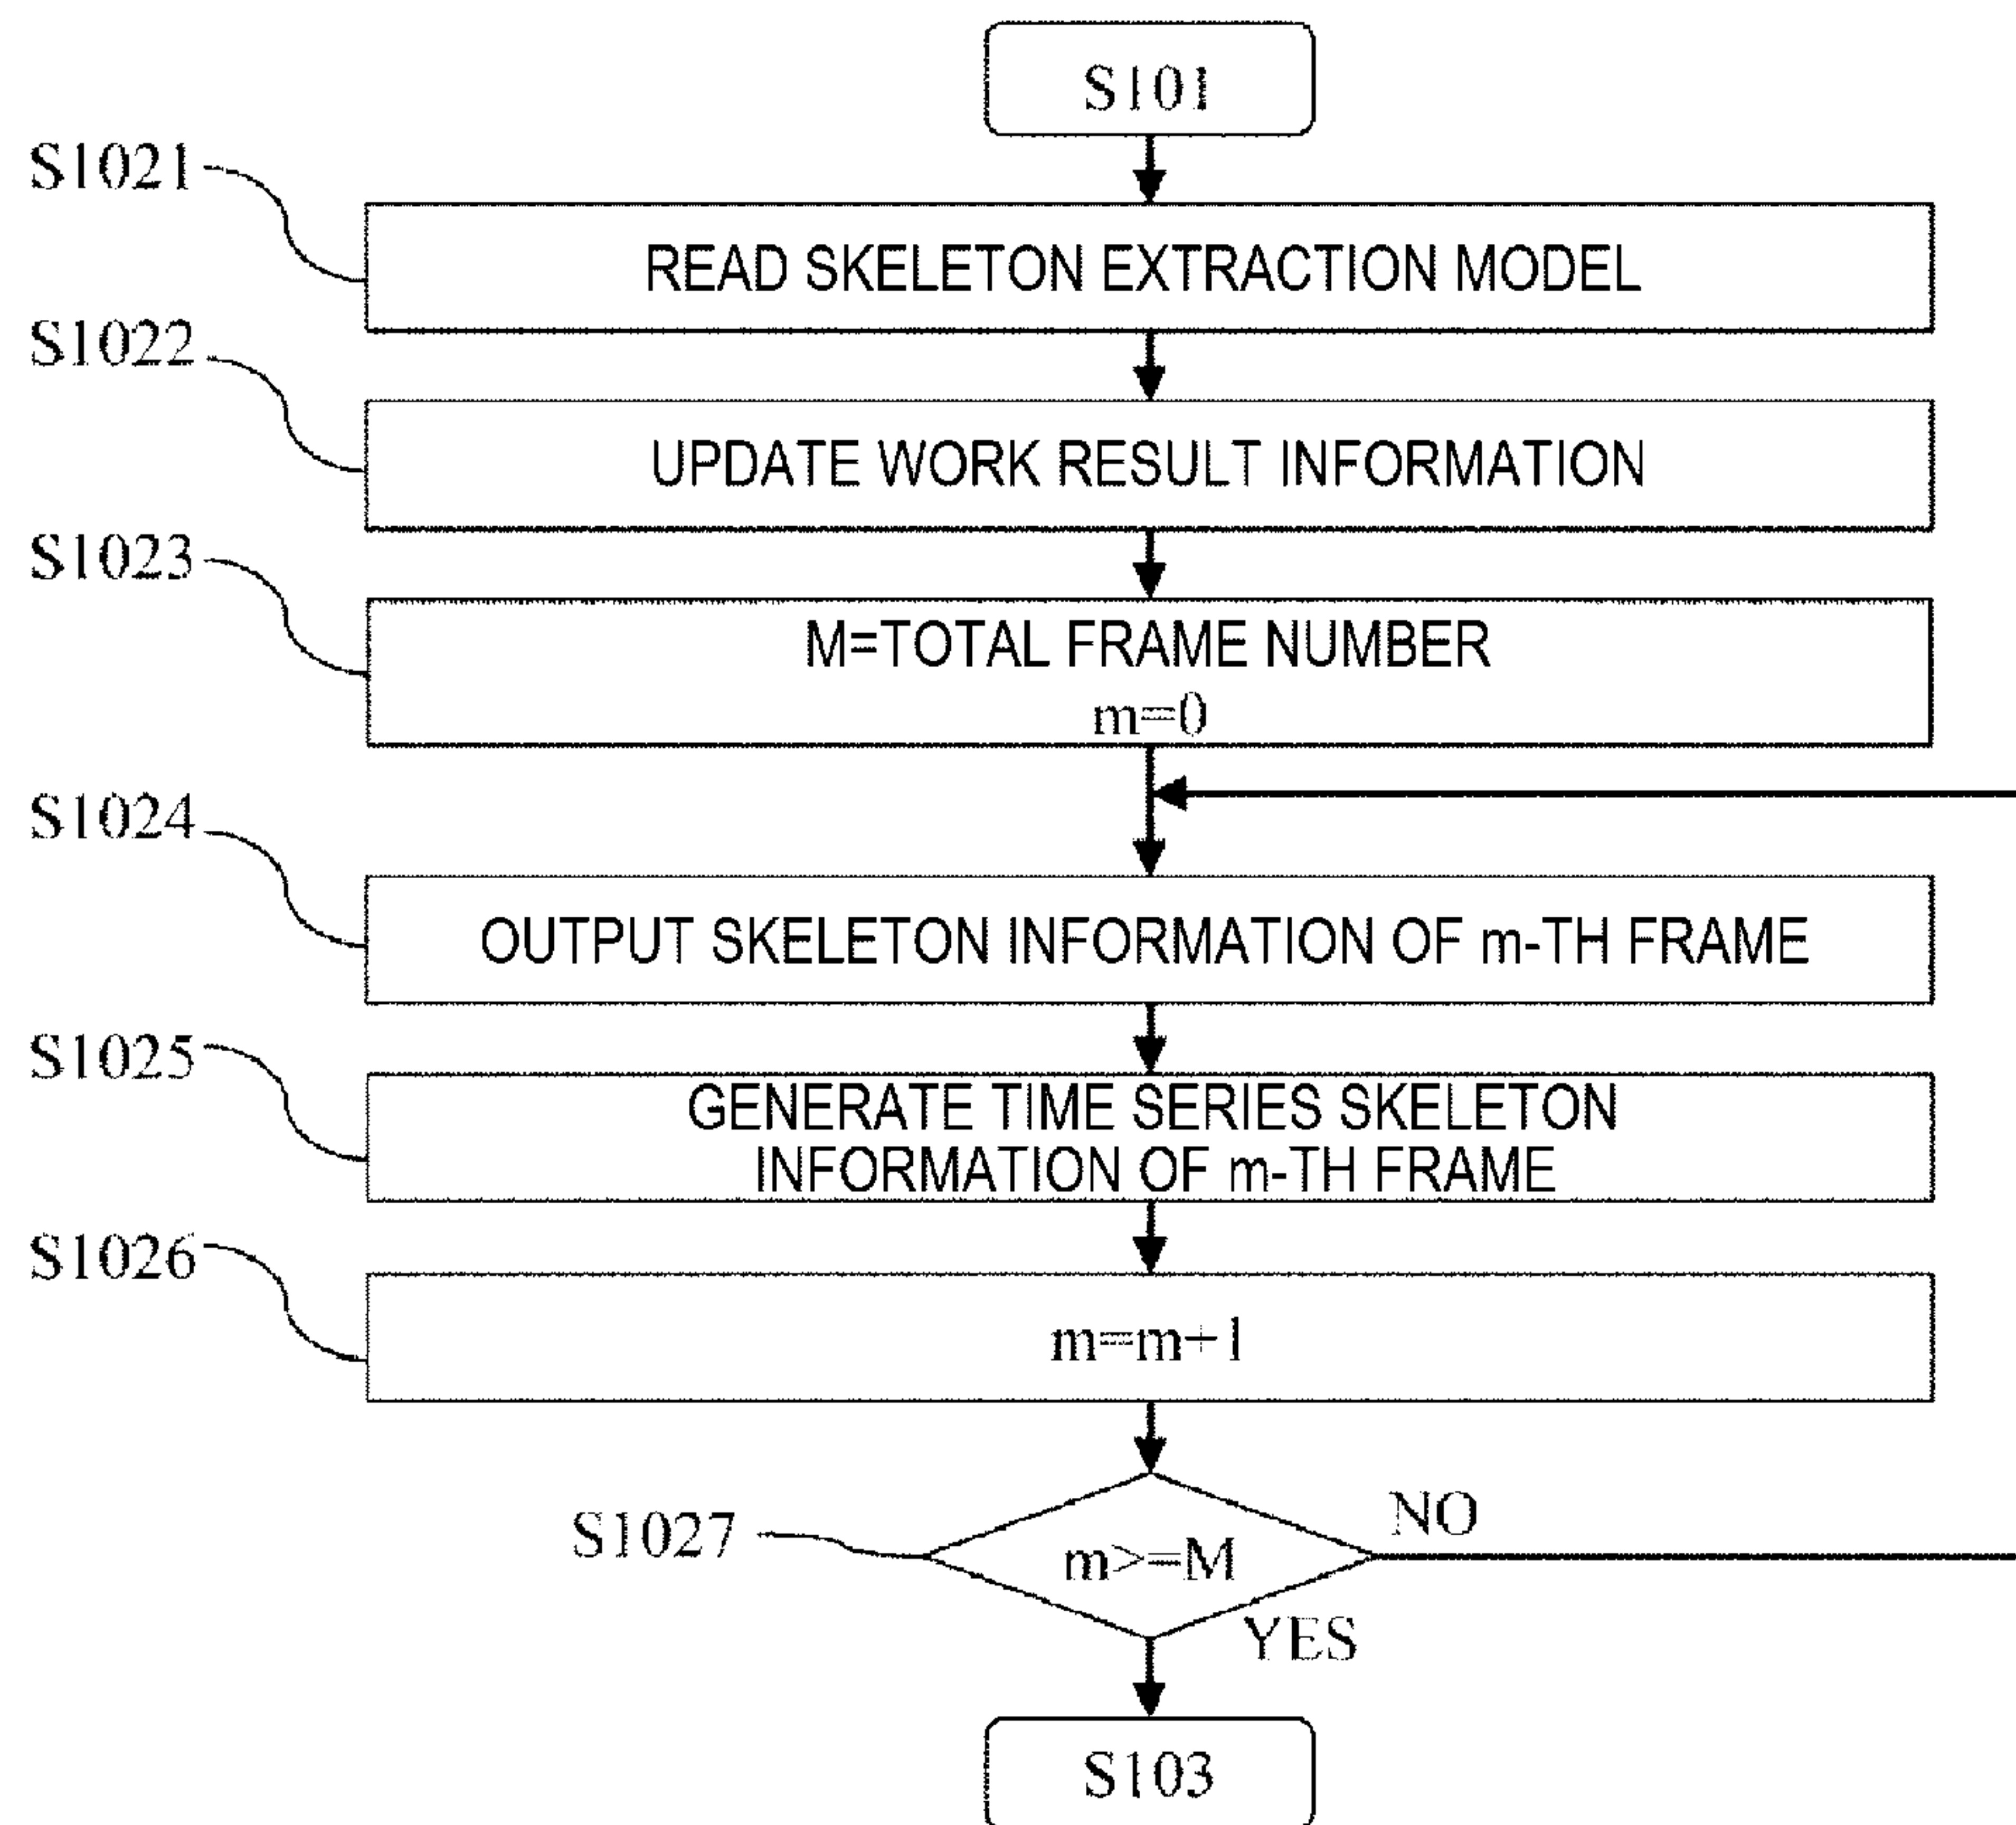 S101
S1021
READ SKELETON EXTRACTION MODEL
S1022
UPDATE WORK RESULT INFORMATION
S1023
M=TOTAL FRAME NUMBER
m=0
S1024
OUTPUT SKELETON INFORMATION OF m-TH FRAME
S1025
GENERATE TIME SERIES SKELETON
INFORMATION OF m-TH FRAME
S1026
m=m+1
S1027
m>=M
NO
YES
S103